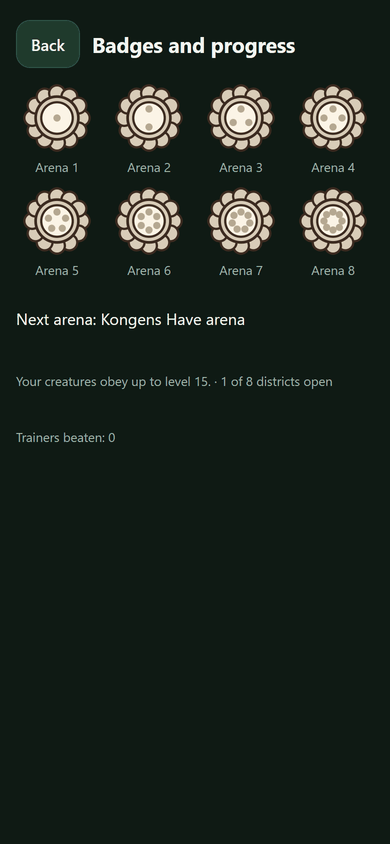 Back
Badges and progress
Arena 1
Arena 2
Arena 3
Arena 4
Arena 5
Arena 6
Arena 7
Arena 8
Next arena: Kongens Have arena
Your creatures obey up to level 15. · 1 of 8 districts open
Trainers beaten: 0